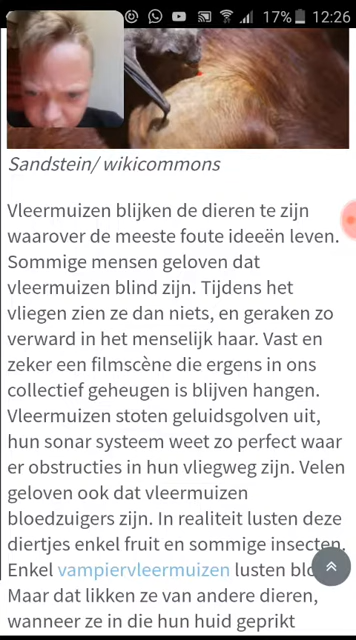 17% 12:26
Sandstein/ wikicommons
Vleermuizen blijken de dieren te zijn
waarover de meeste foute ideeën leven.
Sommige mensen geloven dat
vleermuizen blind zijn. Tijdens het
vliegen zien ze dan niets, en geraken zo
verward in het menselijk haar. Vast en
zeker een filmscène die ergens in ons
collectief geheugen is blijven hangen.
Vleermuizen stoten geluidsgolven uit,
hun sonar systeem weet zo perfect waar
er obstructies in hun vliegweg zijn. Velen
geloven ook dat vleermuizen
bloedzuigers zijn. In realiteit lusten deze
diertjes enkel fruit en sommige insecten.
Enkel vampiervleermuizen lusten
Maar dat likken ze van andere dieren,
wanneer ze in die hun huid geprikt